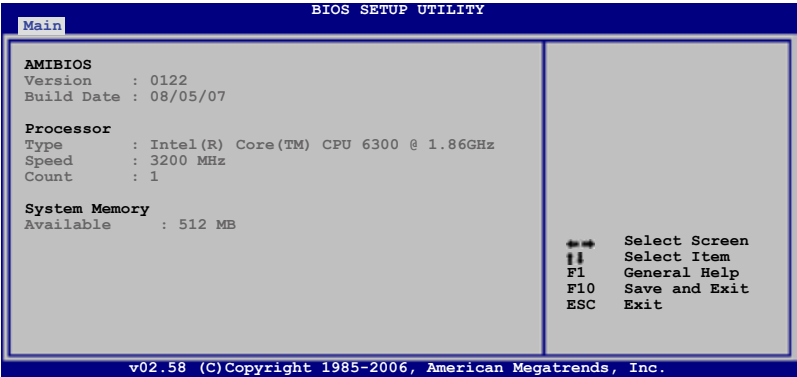 BIOS SETUP UTILITY
Main
AMIBIOS
Version : 0122
Build Date : 08/05/07
Processor
Type : Intel(R) Core(TM) CPU 6300 @ 1.86GHz
Speed : 3200 MHz
Count : 1
System Memory
Available : 512 MB
←→ Select Screen
↑↓ Select Item
F1 General Help
F10 Save and Exit
ESC Exit
v02.58 (C)Copyright 1985-2006, American Megatrends, Inc.